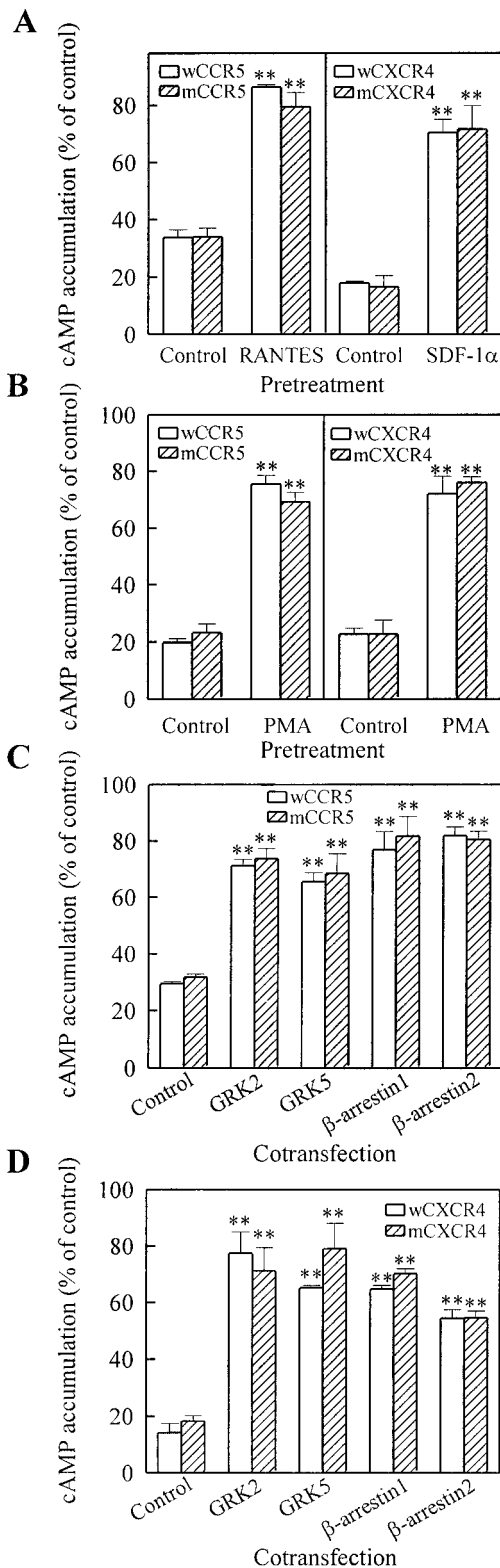 A
cAMP accumulation (% of control)
80
60
40
20
0
wCCR5
mCCR5
** **
wCXCR4
mCXCR4
** **
Control RANTES Control SDF-1α
Pretreatment
B
cAMP accumulation (% of control)
100
80
60
40
20
0
wCCR5
mCCR5
** **
wCXCR4
mCXCR4
** **
Control PMA Control PMA
Pretreatment
C
cAMP accumulation (% of control)
100
80
60
40
20
0
wCCR5
mCCR5
** ** ** ** ** ** ** **
Control GRK2 GRK5 β-arrestin1 β-arrestin2
Cotransfection
D
cAMP accumulation (% of control)
100
80
60
40
20
0
wCXCR4
mCXCR4
** ** ** ** ** ** ** **
Control GRK2 GRK5 β-arrestin1 β-arrestin2
Cotransfection